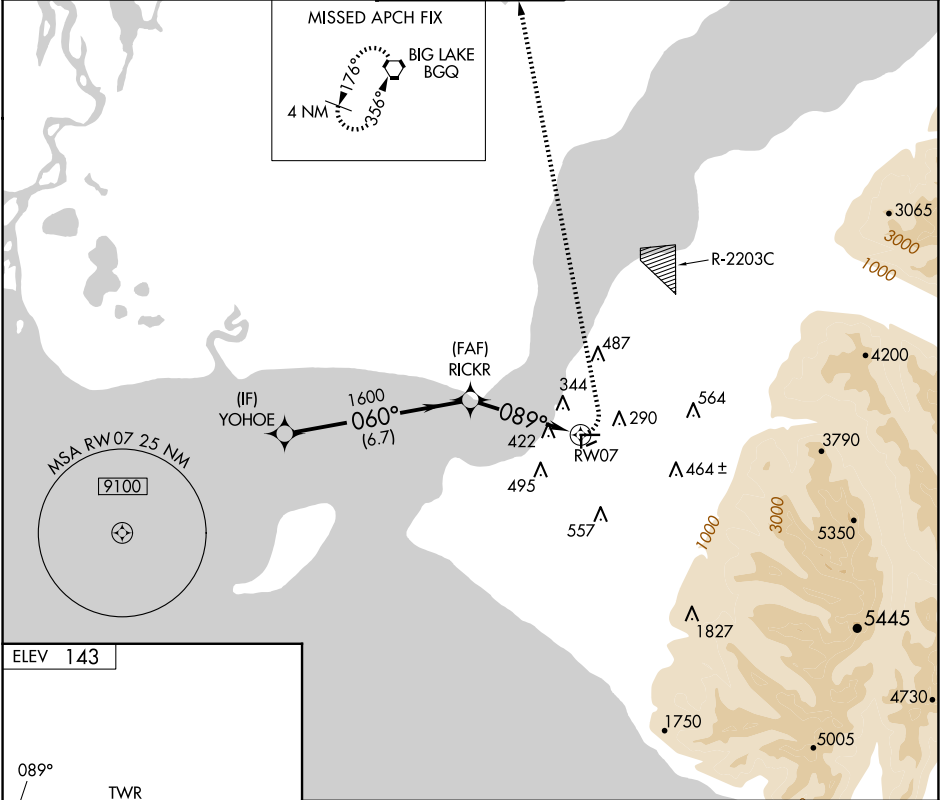 MISSED APCH FIX
BIG LAKE
BGQ
176°
356°
4 NM
3065
3000
1000
R-2203C
487
4200
(FAF)
RICKR
344
564
(IF)
YOHOE
1600
060°
(6.7)
089°
290
422
RW07
3790
MSA RW07 25 NM
9100
495
464 ±
557
1000
3000
5350
1827
5445
ELEV 143
4730
1750
5005
089°
TWR